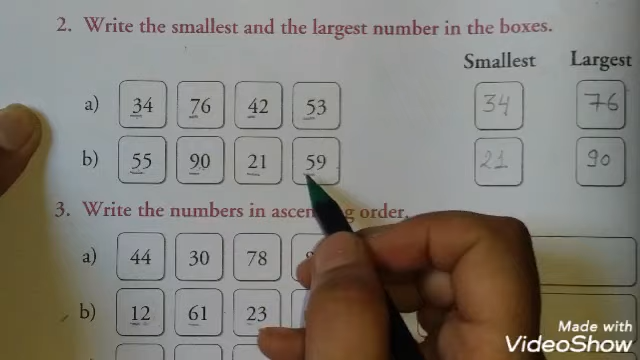 2. Write the smallest and the largest number in the boxes.
Smallest Largest
a) 34 76 42 53 34 76
b) 55 90 21 59 21 90
3. Write the numbers in ascending order.
a) 44 30 78
b) 12 61 23
Made with
VideoShow